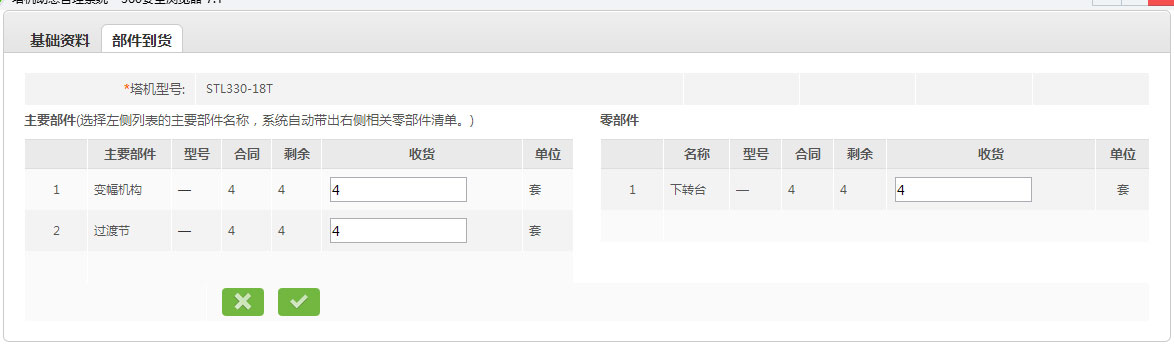 基础资料 部件到货
*塔机型号: STL330-18T
主要部件(选择左侧列表的主要部件名称，系统自动带出右侧相关零部件清单。)
主要部件 型号 合同 剩余 收货 单位
1 变幅机构 — 4 4 4 套
2 过渡节 — 4 4 4 套
零部件
名称 型号 合同 剩余 收货 单位
1 下转台 — 4 4 4 套